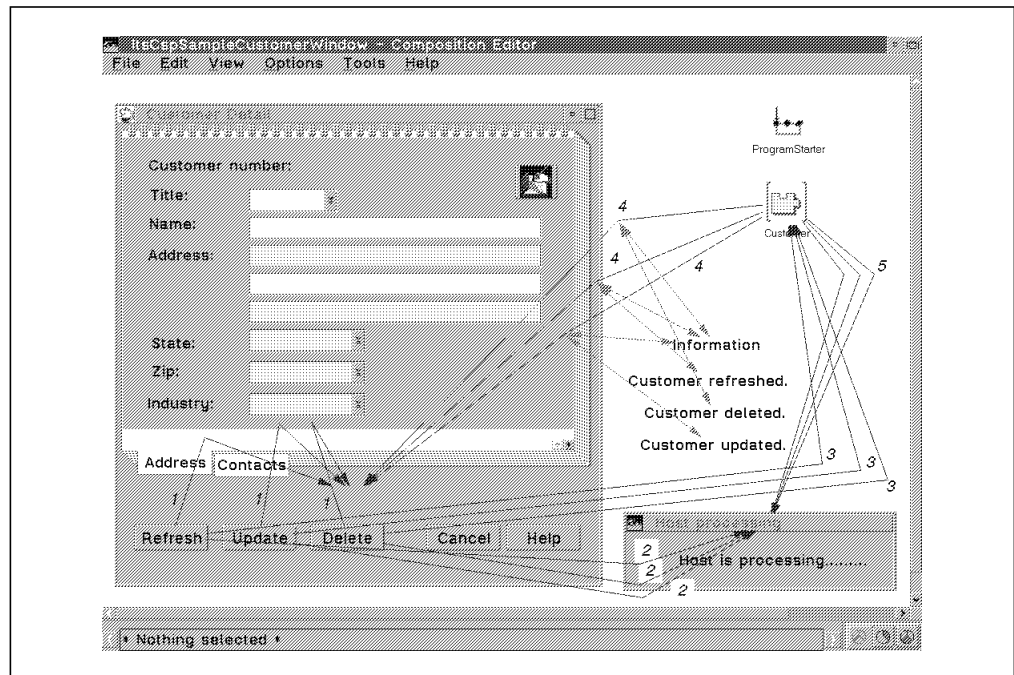 ItsCspSampleCustomerWindow - Composition Editor
File Edit View Options Tools Help
Customer Detail
ProgramStarter
Customer number:
Title:
Name:
Address:
Customer
4
4
4
5
State:
Zip:
Industry:
Information
Customer refreshed.
Customer deleted.
Customer updated.
Address Contacts
3
3
3
1
1
1
Refresh Update Delete Cancel Help
Host processing
Host is processing........
2
2
2
* Nothing selected *